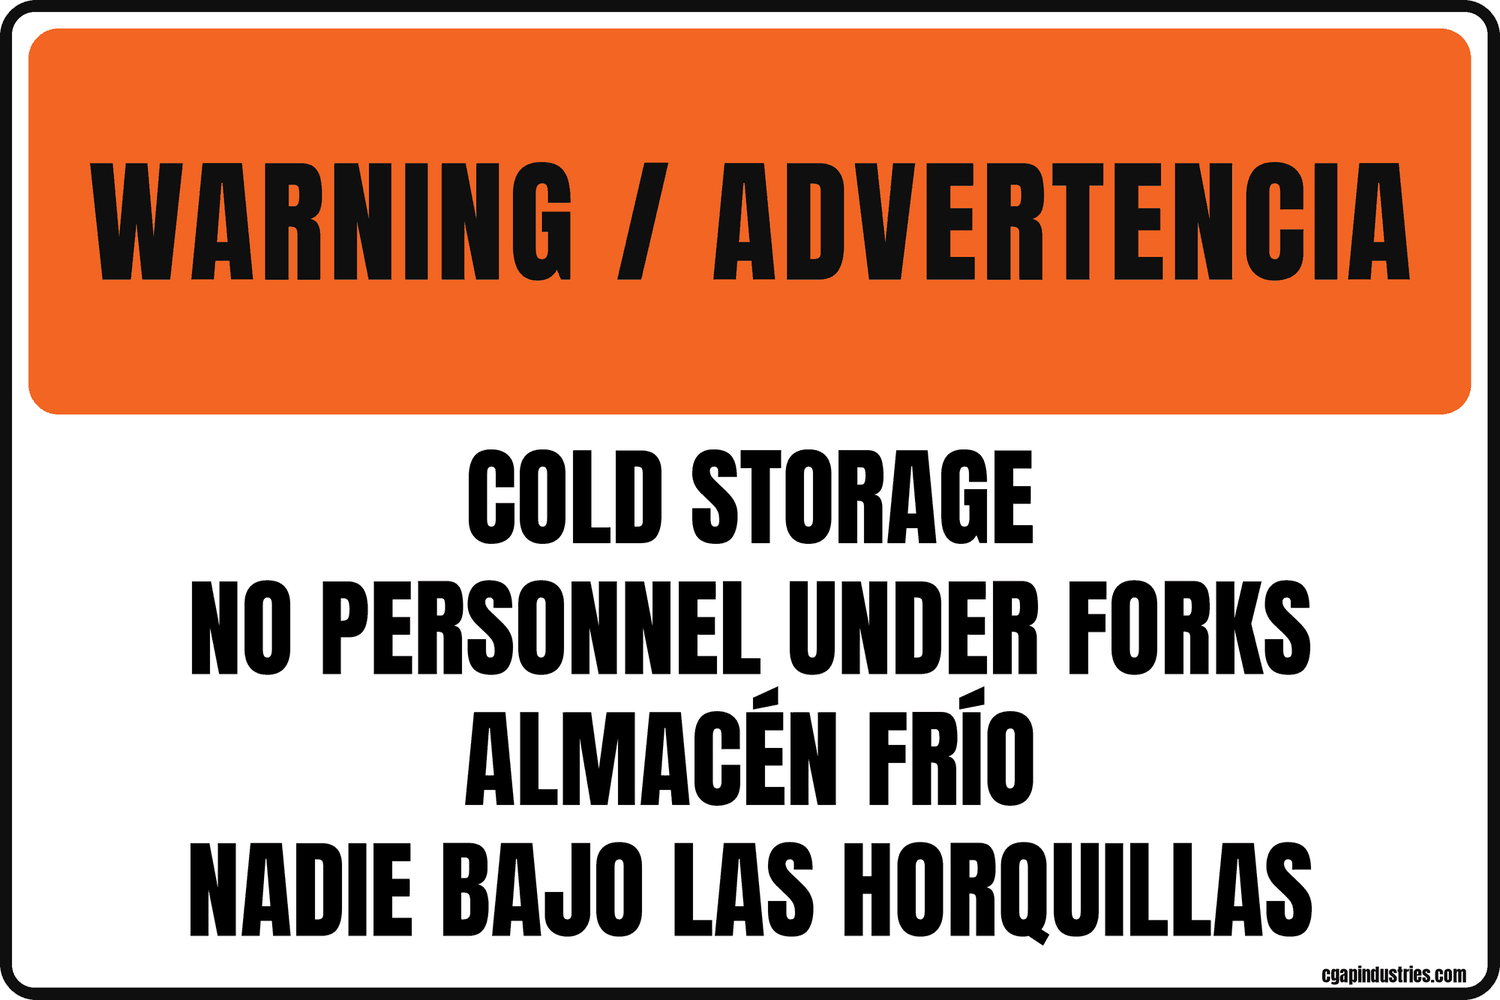 WARNING / ADVERTENCIA
COLD STORAGE
NO PERSONNEL UNDER FORKS
ALMACÉN FRÍO
NADIE BAJO LAS HORQUILLAS
cgapindustries.com